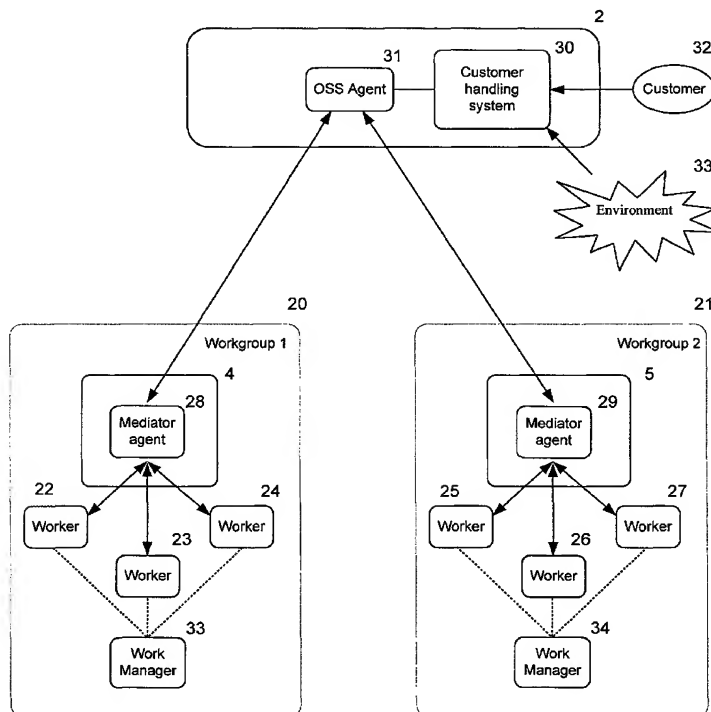 2
31
30
32
OSS Agent
Customer
handling
system
Customer
33
Environment
20
21
Workgroup 1
Workgroup 2
4
5
28
Mediator
agent
29
Mediator
agent
22
24
25
27
Worker
Worker
Worker
Worker
23
26
Worker
Worker
33
34
Work
Manager
Work
Manager